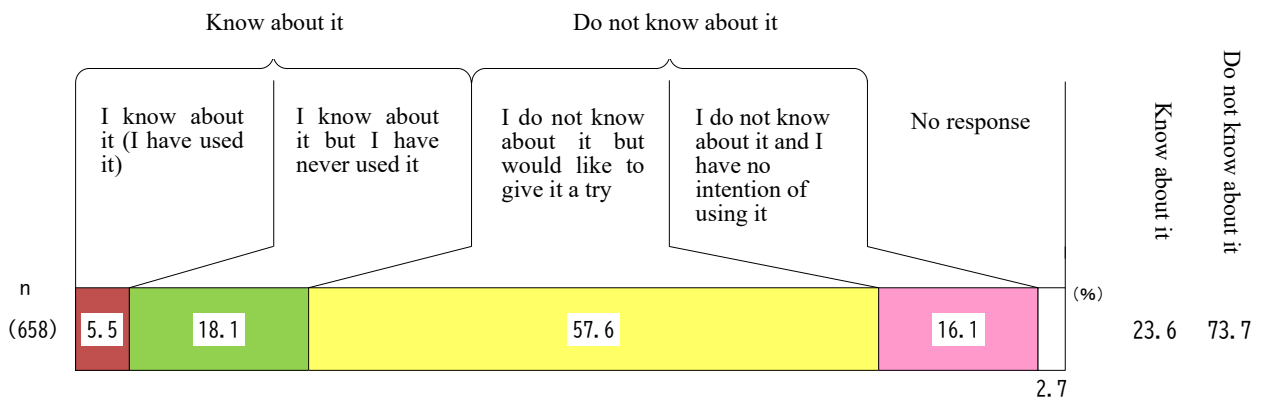 Know about it
Do not know about it
I know about
it (I have used
it)
I know about
it but I have
never used it
I do not know
about it but
would like to
give it a try
I do not know
about it and I
have no
intention of
using it
No response
Know about it
Do not know about it
n
(%)
(658)
5.5
18.1
57.6
16.1
23.6
73.7
2.7